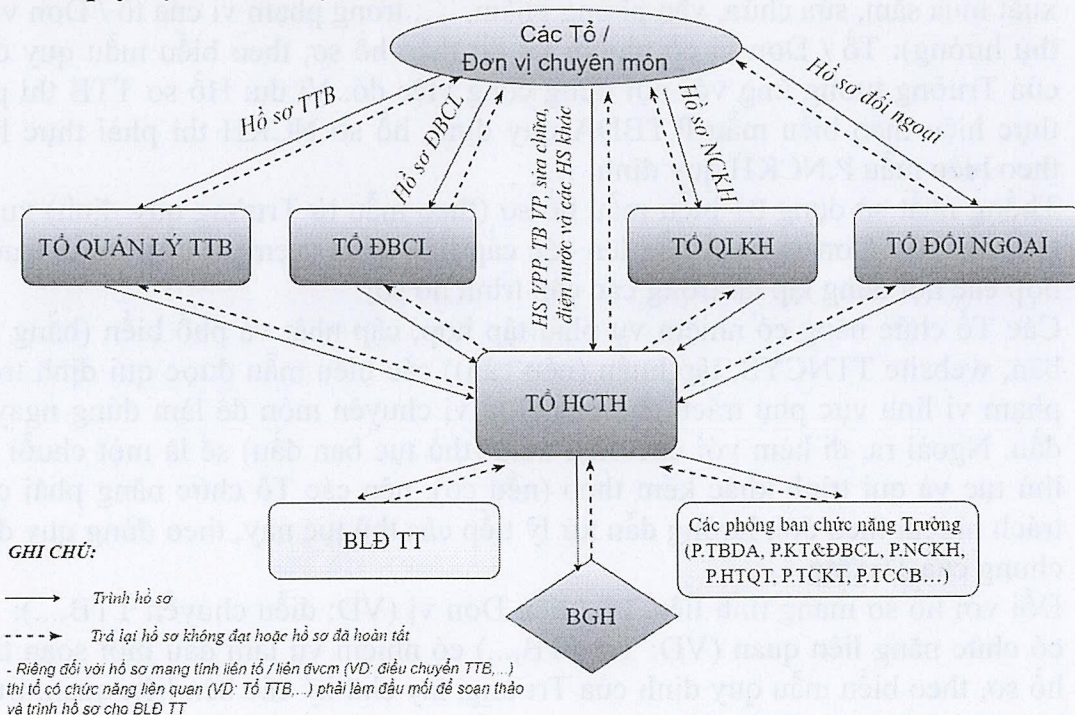 Các Tổ /
Đơn vị chuyên môn
Hồ sơ TTB
Hồ sơ ĐBCL
HS VPP, TB VP, sửa chữa,
điện nước và các HS khác
Hồ sơ NCKH
Hồ sơ đối ngoại
TỔ QUẢN LÝ TTB
TỔ ĐBCL
TỔ QLKH
TỔ ĐỐI NGOẠI
TỔ HCTH
BLĐ TT
Các phòng ban chức năng Trường
(P.TBDA, P.KT&ĐBCL, P.NCKH,
P.HTQT, P.TCKT, P.TCCB…)
BGH
GHI CHÚ:
Trình hồ sơ
Trả lại hồ sơ không đạt hoặc hồ sơ đã hoàn tất
- Riêng đối với hồ sơ mang tính liên tổ / liên đvcm (VD: điều chuyển TTB,…)
thì tổ có chức năng liên quan (VD: Tổ TTB,…) phải làm đầu mối để soạn thảo
và trình hồ sơ cho BLĐ TT